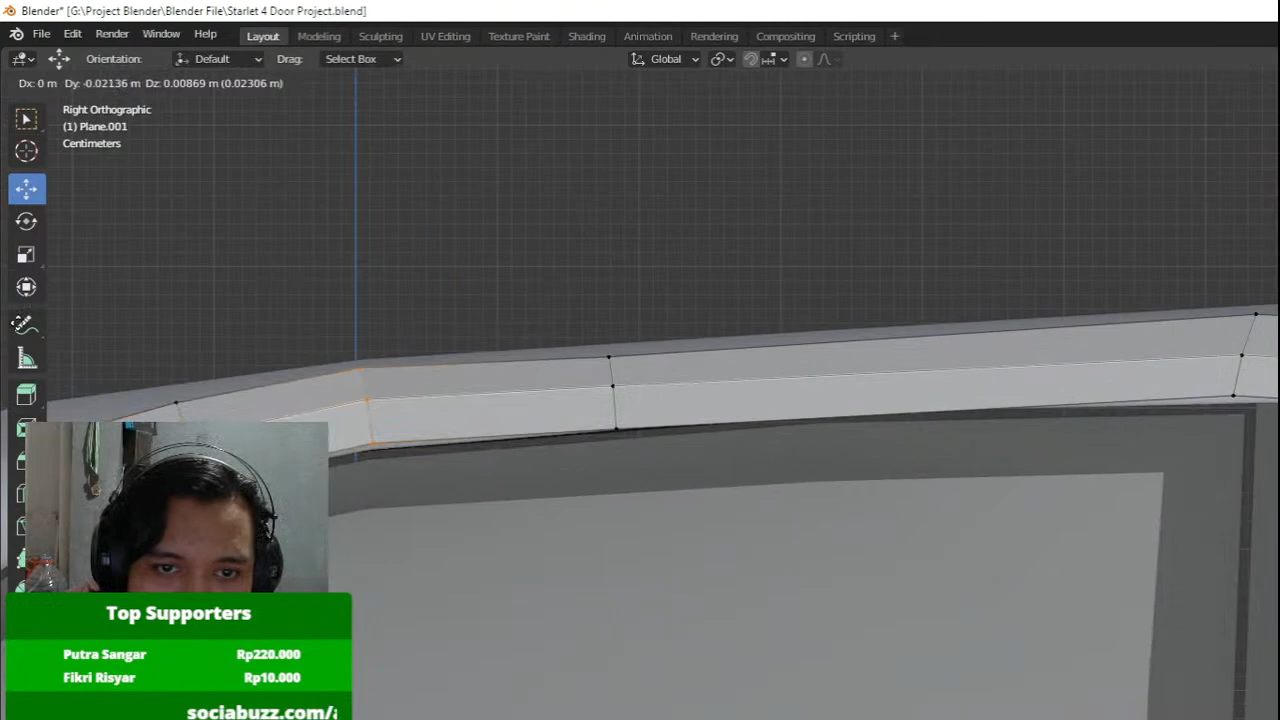 Blender* [G:\Project Blender\Blender File\Starlet 4 Door Project.blend]
File Edit Render Window Help Layout Modeling Sculpting UV Editing Texture Paint Shading Animation Rendering Compositing Scripting +
Orientation: Default Drag: Select Box Global
Dx: 0 m Dy: -0.02136 m Dz: 0.00869 m (0.02306 m)
Right Orthographic
(1) Plane.001
Centimeters
Top Supporters
Putra Sangar Rp220.000
Fikri Risyar Rp10.000
sociabuzz.com/